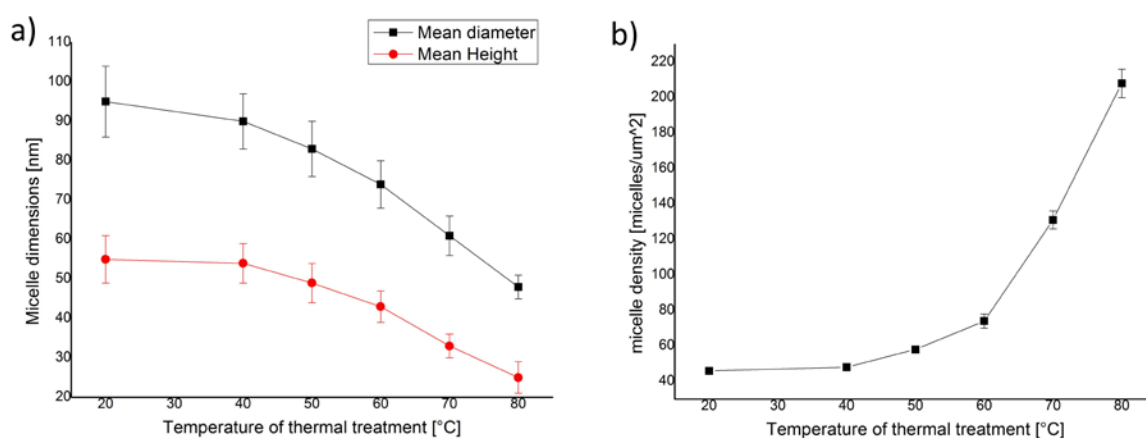 a)
Mean diameter
Mean Height
110
100
90
80
70
60
50
40
30
20
Micelle dimensions [nm]
20 30 40 50 60 70 80
Temperature of thermal treatment [°C]
b)
220
200
180
160
140
120
100
80
60
40
micelle density [micelles/um^2]
20 30 40 50 60 70 80
Temperature of thermal treatment [°C]